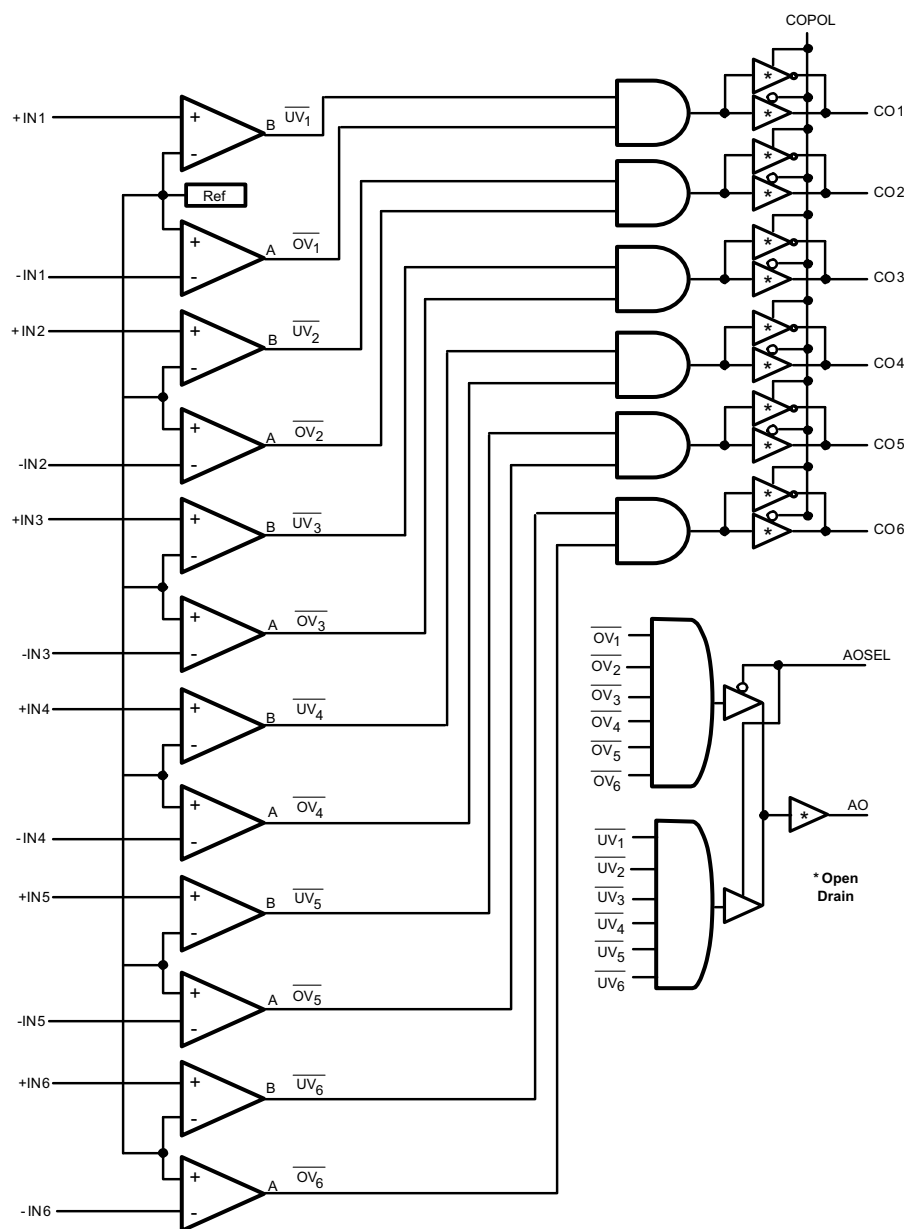 COPOL
+IN1
+
-
B
UV1
*
*
CO1
Ref
*
*
CO2
+
-
A
OV1
-IN1
*
*
CO3
+IN2
+
-
B
UV2
*
*
CO4
+
-
A
OV2
-IN2
*
*
CO5
+IN3
+
-
B
UV3
*
*
CO6
+
-
A
OV3
-IN3
OV1
OV2
OV3
OV4
OV5
OV6
AOSEL
+IN4
+
-
B
UV4
+
-
A
OV4
-IN4
*
AO
UV1
UV2
UV3
UV4
UV5
UV6
* Open
Drain
+IN5
+
-
B
UV5
+
-
A
OV5
-IN5
+IN6
+
-
B
UV6
+
-
A
OV6
-IN6